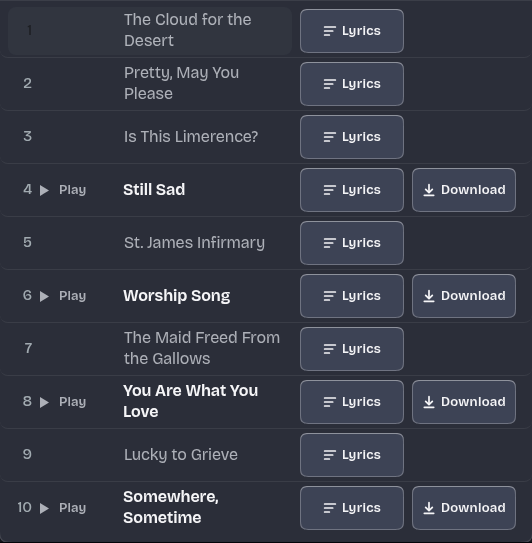 1 The Cloud for the
Desert Lyrics
2 Pretty, May You
Please Lyrics
3 Is This Limerence? Lyrics
4 Play Still Sad Lyrics Download
5 St. James Infirmary Lyrics
6 Play Worship Song Lyrics Download
7 The Maid Freed From
the Gallows Lyrics
8 Play You Are What You
Love Lyrics Download
9 Lucky to Grieve Lyrics
10 Play Somewhere,
Sometime Lyrics Download